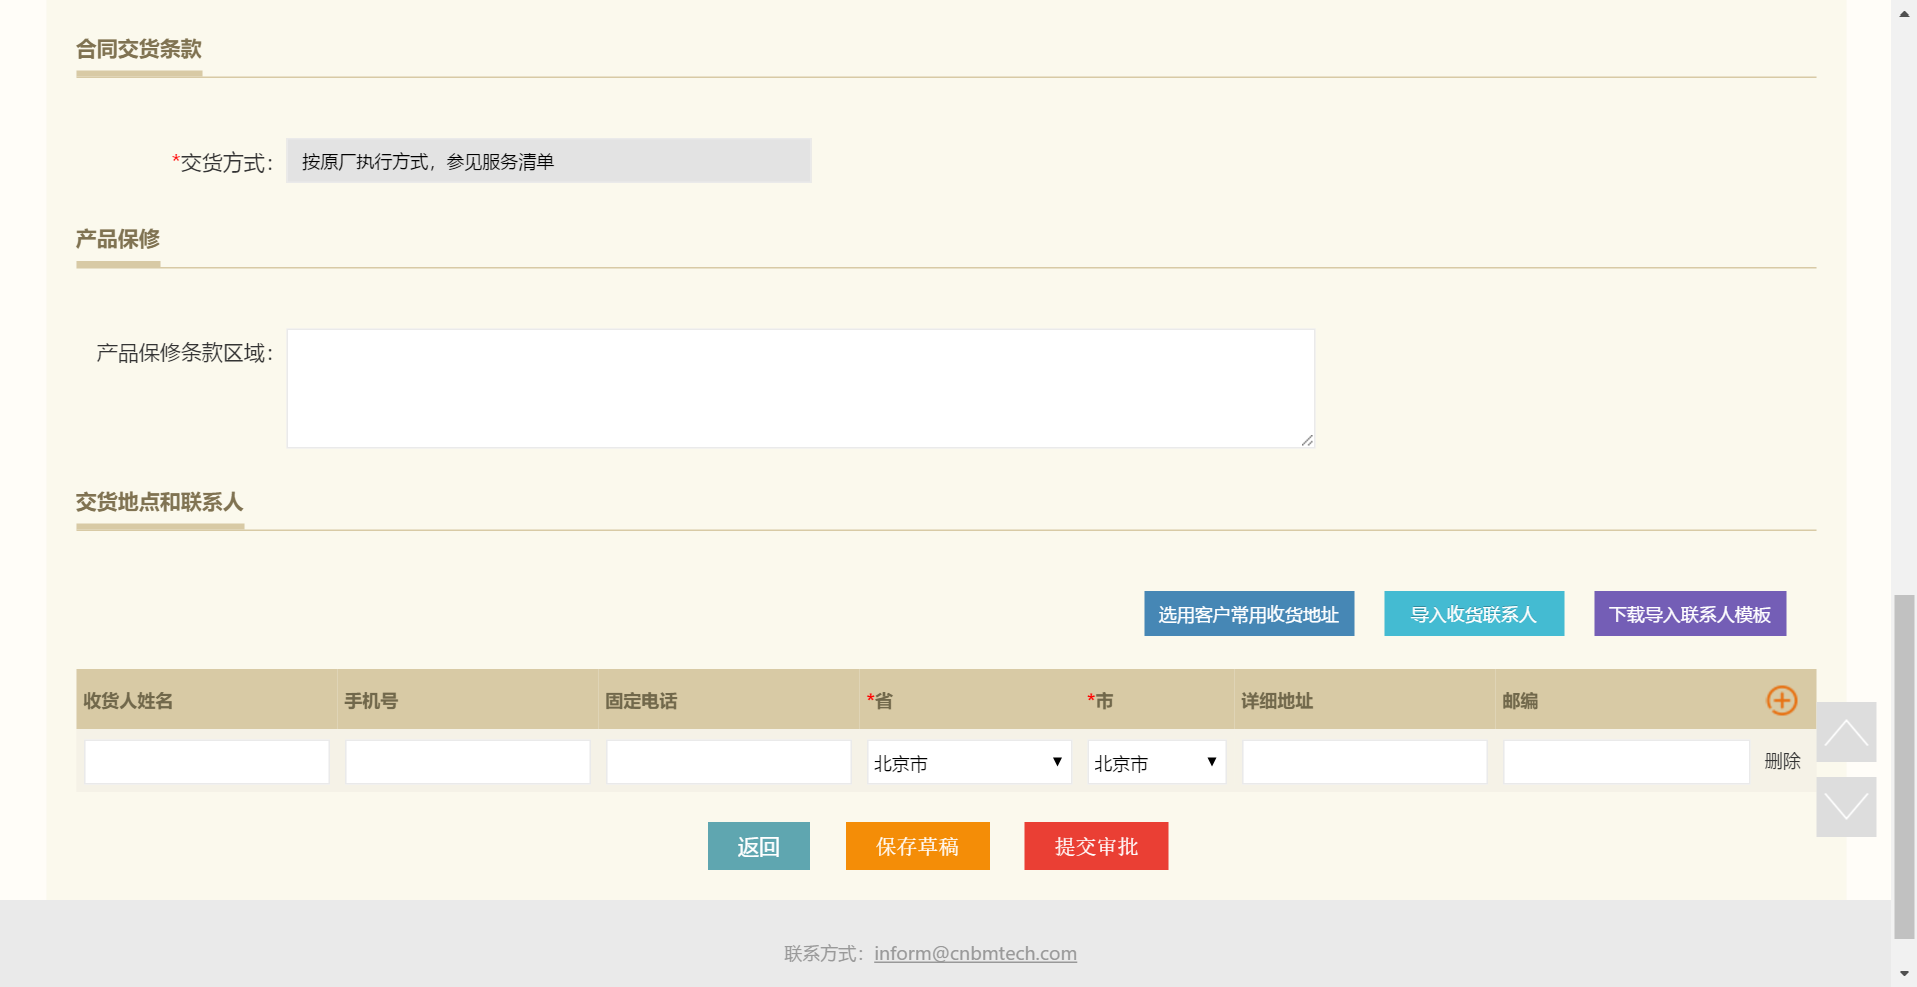 合同交货条款
*交货方式：
按原厂执行方式，参见服务清单
产品保修
产品保修条款区域：
交货地点和联系人
选用客户常用收货地址 导入收货联系人 下载导入联系人模板
收货人姓名 手机号 固定电话 *省 *市 详细地址 邮编
北京市 北京市 删除
返回 保存草稿 提交审批
联系方式：inform@cnbmtech.com